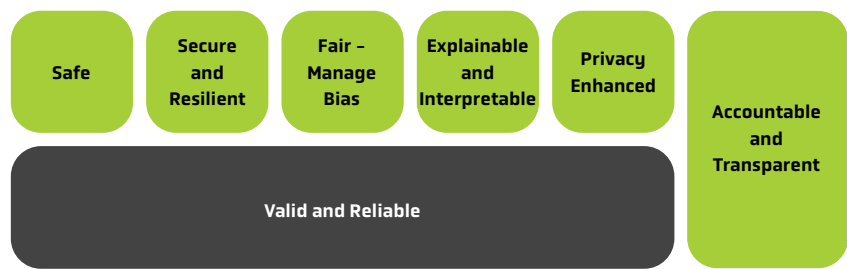 Safe
Secure
and
Resilient
Fair –
Manage
Bias
Explainable
and
Interpretable
Privacy
Enhanced
Accountable
and
Transparent
Valid and Reliable